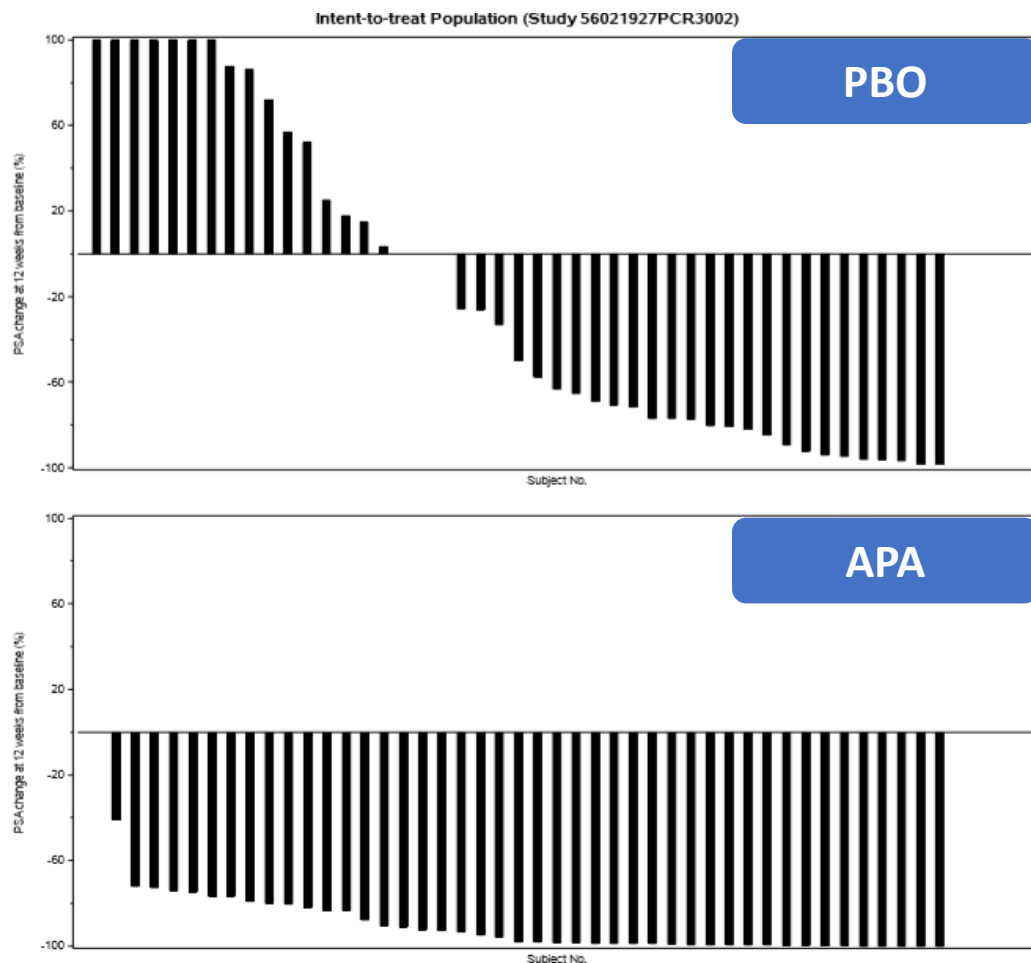 Intent-to-treat Population (Study 56021927PCR3002)
PBO
PSA change at 12 weeks from baseline (%)
100
60
20
-20
-60
-100
Subject No.
APA
PSA change at 12 weeks from baseline (%)
100
60
20
-20
-60
-100
Subject No.